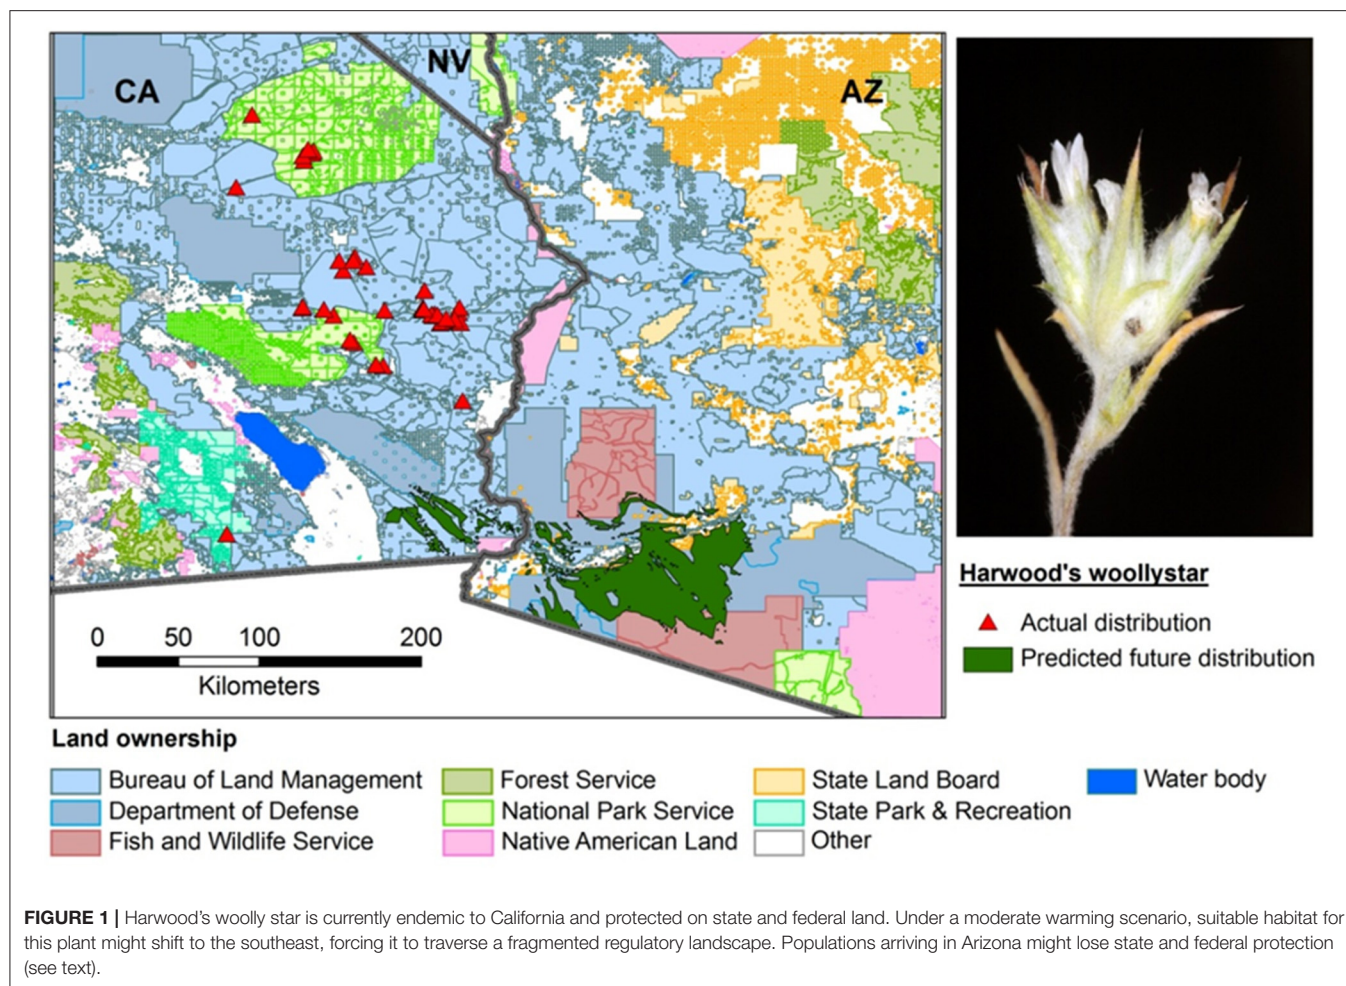 CA
NV
AZ
0 50 100 200
Kilometers
Harwood's woollystar
Actual distribution
Predicted future distribution
Land ownership
Bureau of Land Management
Department of Defense
Fish and Wildlife Service
Forest Service
National Park Service
Native American Land
State Land Board
State Park & Recreation
Other
Water body
FIGURE 1 | Harwood's woolly star is currently endemic to California and protected on state and federal land. Under a moderate warming scenario, suitable habitat for
this plant might shift to the southeast, forcing it to traverse a fragmented regulatory landscape. Populations arriving in Arizona might lose state and federal protection
(see text).